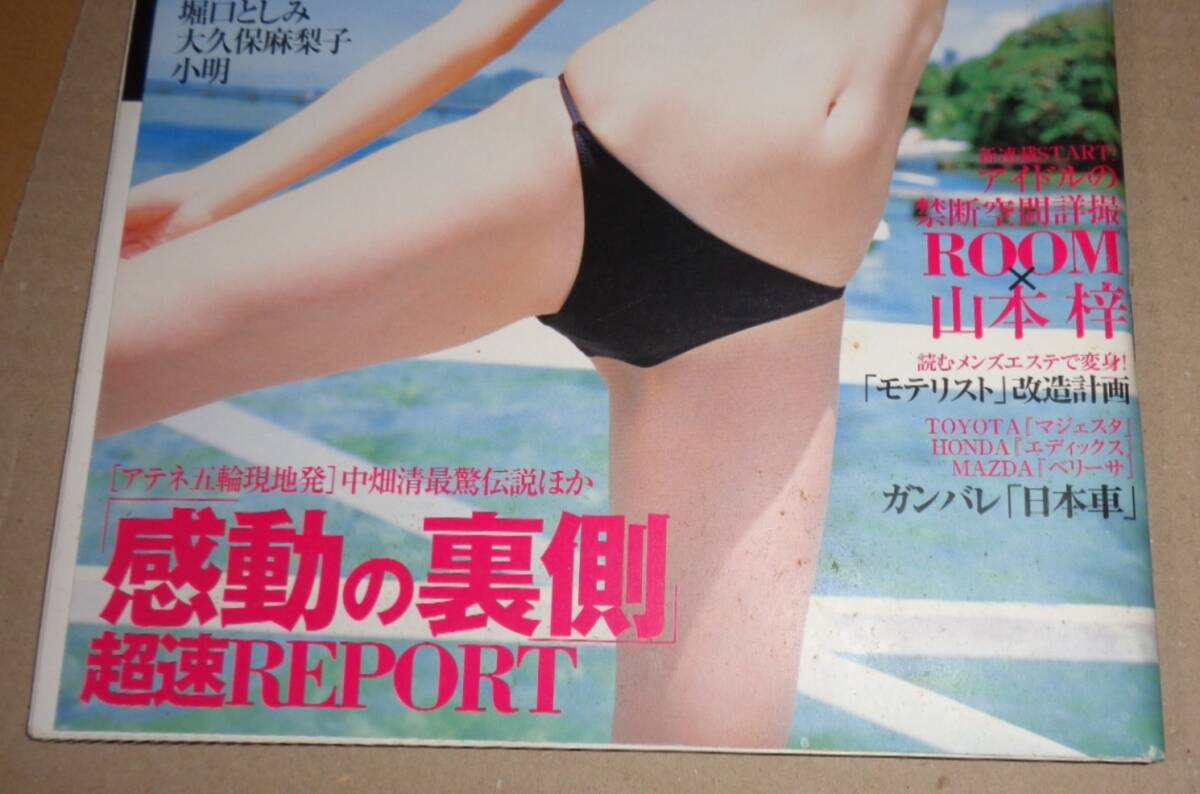 堀口としみ
大久保麻梨子
小明
新連載START!
アイドルの
禁断空間詳撮
ROOM
×
山本 梓
読むメンズエステで変身!
「モテリスト」改造計画
TOYOTA「マジェスタ」
HONDA「エディックス」
MAZDA「ベリーサ」
ガンバレ「日本車」
[アテネ五輪現地発]中畑清最驚伝説ほか
「感動の裏側」
超速REPORT